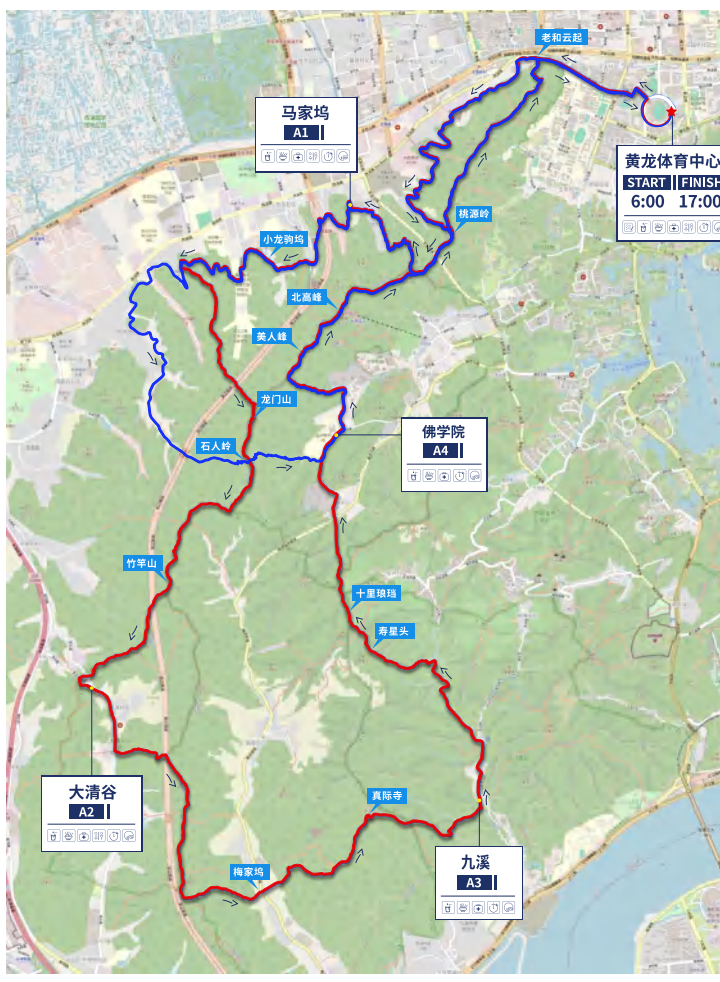 老和云起
马家坞
A1
黄龙体育中心
START FINISH
6:00 17:00
桃源岭
小龙驹坞
北高峰
美人峰
龙门山
佛学院
A4
石人岭
竹竿山
十里琅珰
寿星头
大清谷
A2
真际寺
九溪
A3
梅家坞